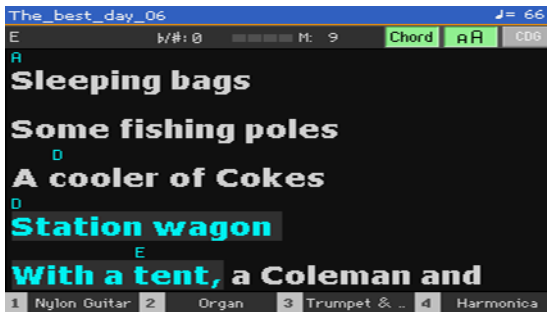 The_best_day_06 ♩= 66
E ♭/#: 0 M: 9 Chord aA CDG
A
Sleeping bags
Some fishing poles
D
A cooler of Cokes
D
Station wagon
E
With a tent, a Coleman and
1 Nylon Guitar 2 Organ 3 Trumpet & .. 4 Harmonica